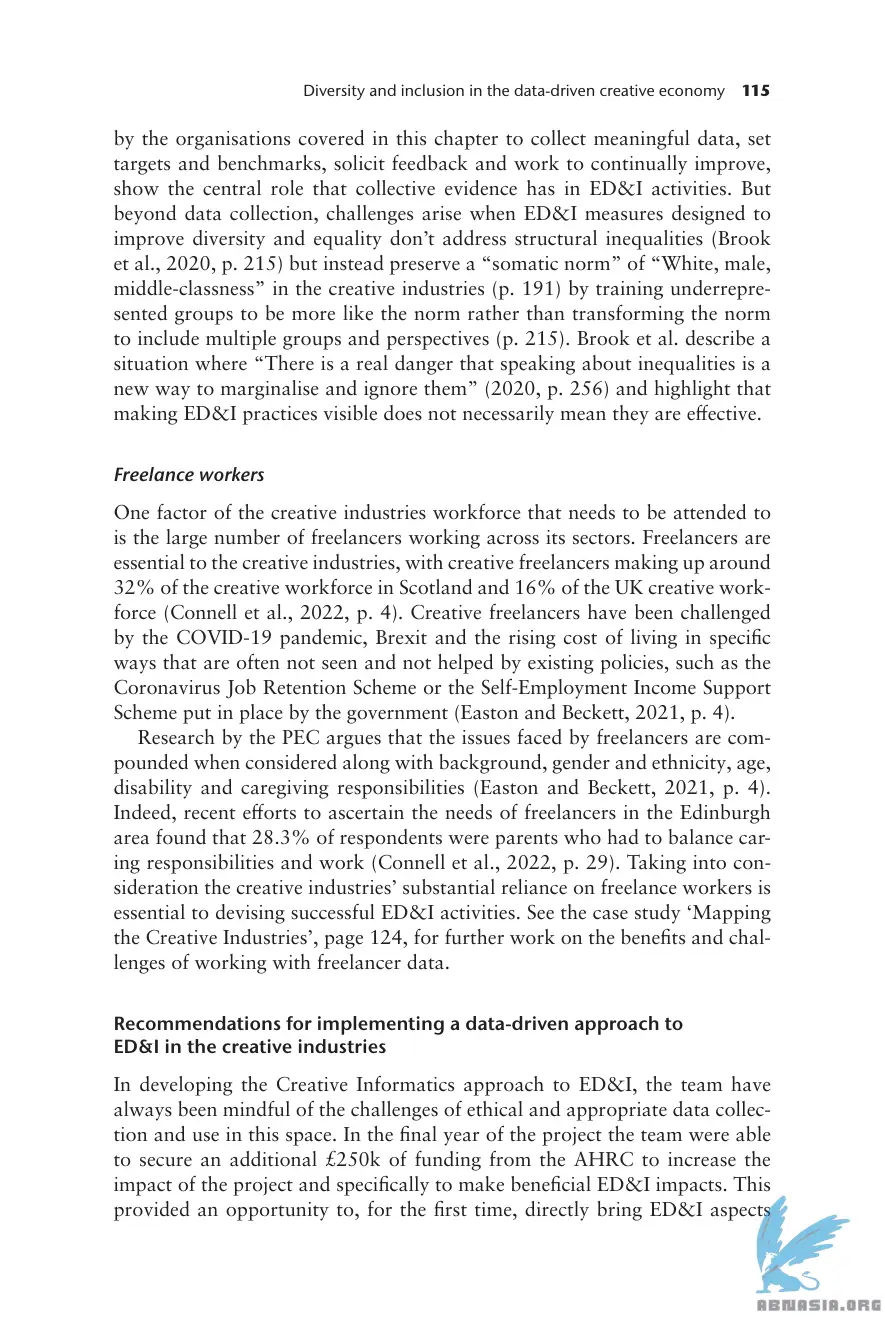 Diversity and inclusion in the data-driven creative economy 115
by the organisations covered in this chapter to collect meaningful data, set
targets and benchmarks, solicit feedback and work to continually improve,
show the central role that collective evidence has in ED&I activities. But
beyond data collection, challenges arise when ED&I measures designed to
improve diversity and equality don’t address structural inequalities (Brook
et al., 2020, p. 215) but instead preserve a “somatic norm” of “White, male,
middle-classness” in the creative industries (p. 191) by training underrepre-
sented groups to be more like the norm rather than transforming the norm
to include multiple groups and perspectives (p. 215). Brook et al. describe a
situation where “There is a real danger that speaking about inequalities is a
new way to marginalise and ignore them” (2020, p. 256) and highlight that
making ED&I practices visible does not necessarily mean they are effective.
Freelance workers
One factor of the creative industries workforce that needs to be attended to
is the large number of freelancers working across its sectors. Freelancers are
essential to the creative industries, with creative freelancers making up around
32% of the creative workforce in Scotland and 16% of the UK creative work-
force (Connell et al., 2022, p. 4). Creative freelancers have been challenged
by the COVID-19 pandemic, Brexit and the rising cost of living in specific
ways that are often not seen and not helped by existing policies, such as the
Coronavirus Job Retention Scheme or the Self-Employment Income Support
Scheme put in place by the government (Easton and Beckett, 2021, p. 4).
Research by the PEC argues that the issues faced by freelancers are com-
pounded when considered along with background, gender and ethnicity, age,
disability and caregiving responsibilities (Easton and Beckett, 2021, p. 4).
Indeed, recent efforts to ascertain the needs of freelancers in the Edinburgh
area found that 28.3% of respondents were parents who had to balance car-
ing responsibilities and work (Connell et al., 2022, p. 29). Taking into con-
sideration the creative industries’ substantial reliance on freelance workers is
essential to devising successful ED&I activities. See the case study ‘Mapping
the Creative Industries’, page 124, for further work on the benefits and chal-
lenges of working with freelancer data.
Recommendations for implementing a data-driven approach to
ED&I in the creative industries
In developing the Creative Informatics approach to ED&I, the team have
always been mindful of the challenges of ethical and appropriate data collec-
tion and use in this space. In the final year of the project the team were able
to secure an additional £250k of funding from the AHRC to increase the
impact of the project and specifically to make beneficial ED&I impacts. This
provided an opportunity to, for the first time, directly bring ED&I aspects
ABNASIA.ORG